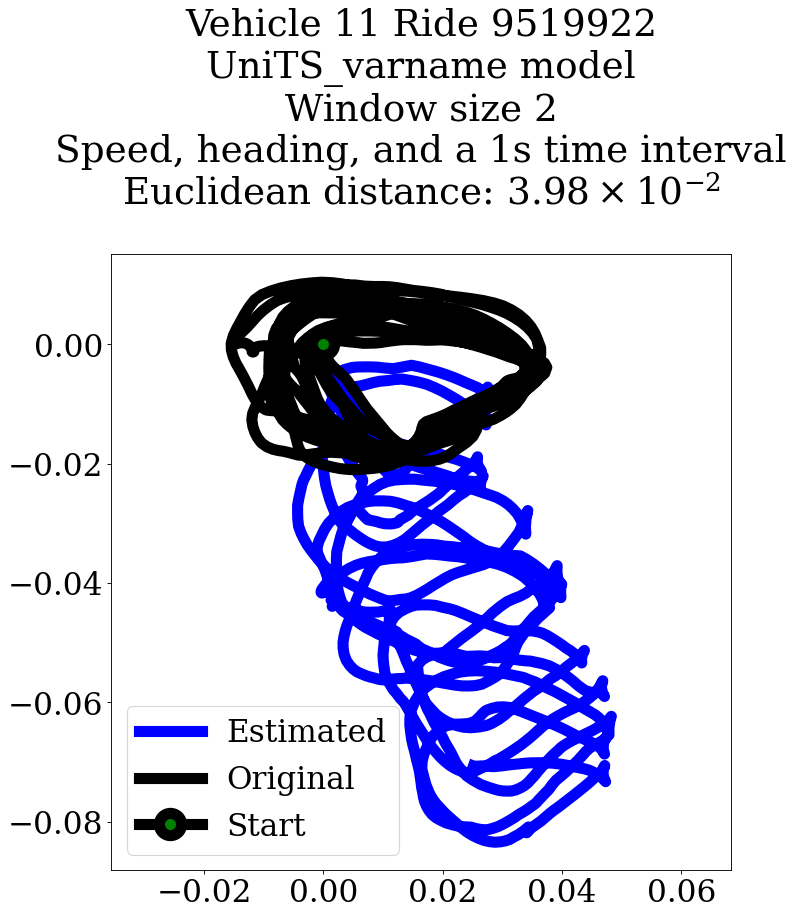 Vehicle 11 Ride 9519922
UniTS_varname model
Window size 2
Speed, heading, and a 1s time interval
Euclidean distance: $3.98 \times 10^{-2}$
0.00
−0.02
−0.04
−0.06
−0.08
Estimated
Original
Start
−0.02 0.00 0.02 0.04 0.06